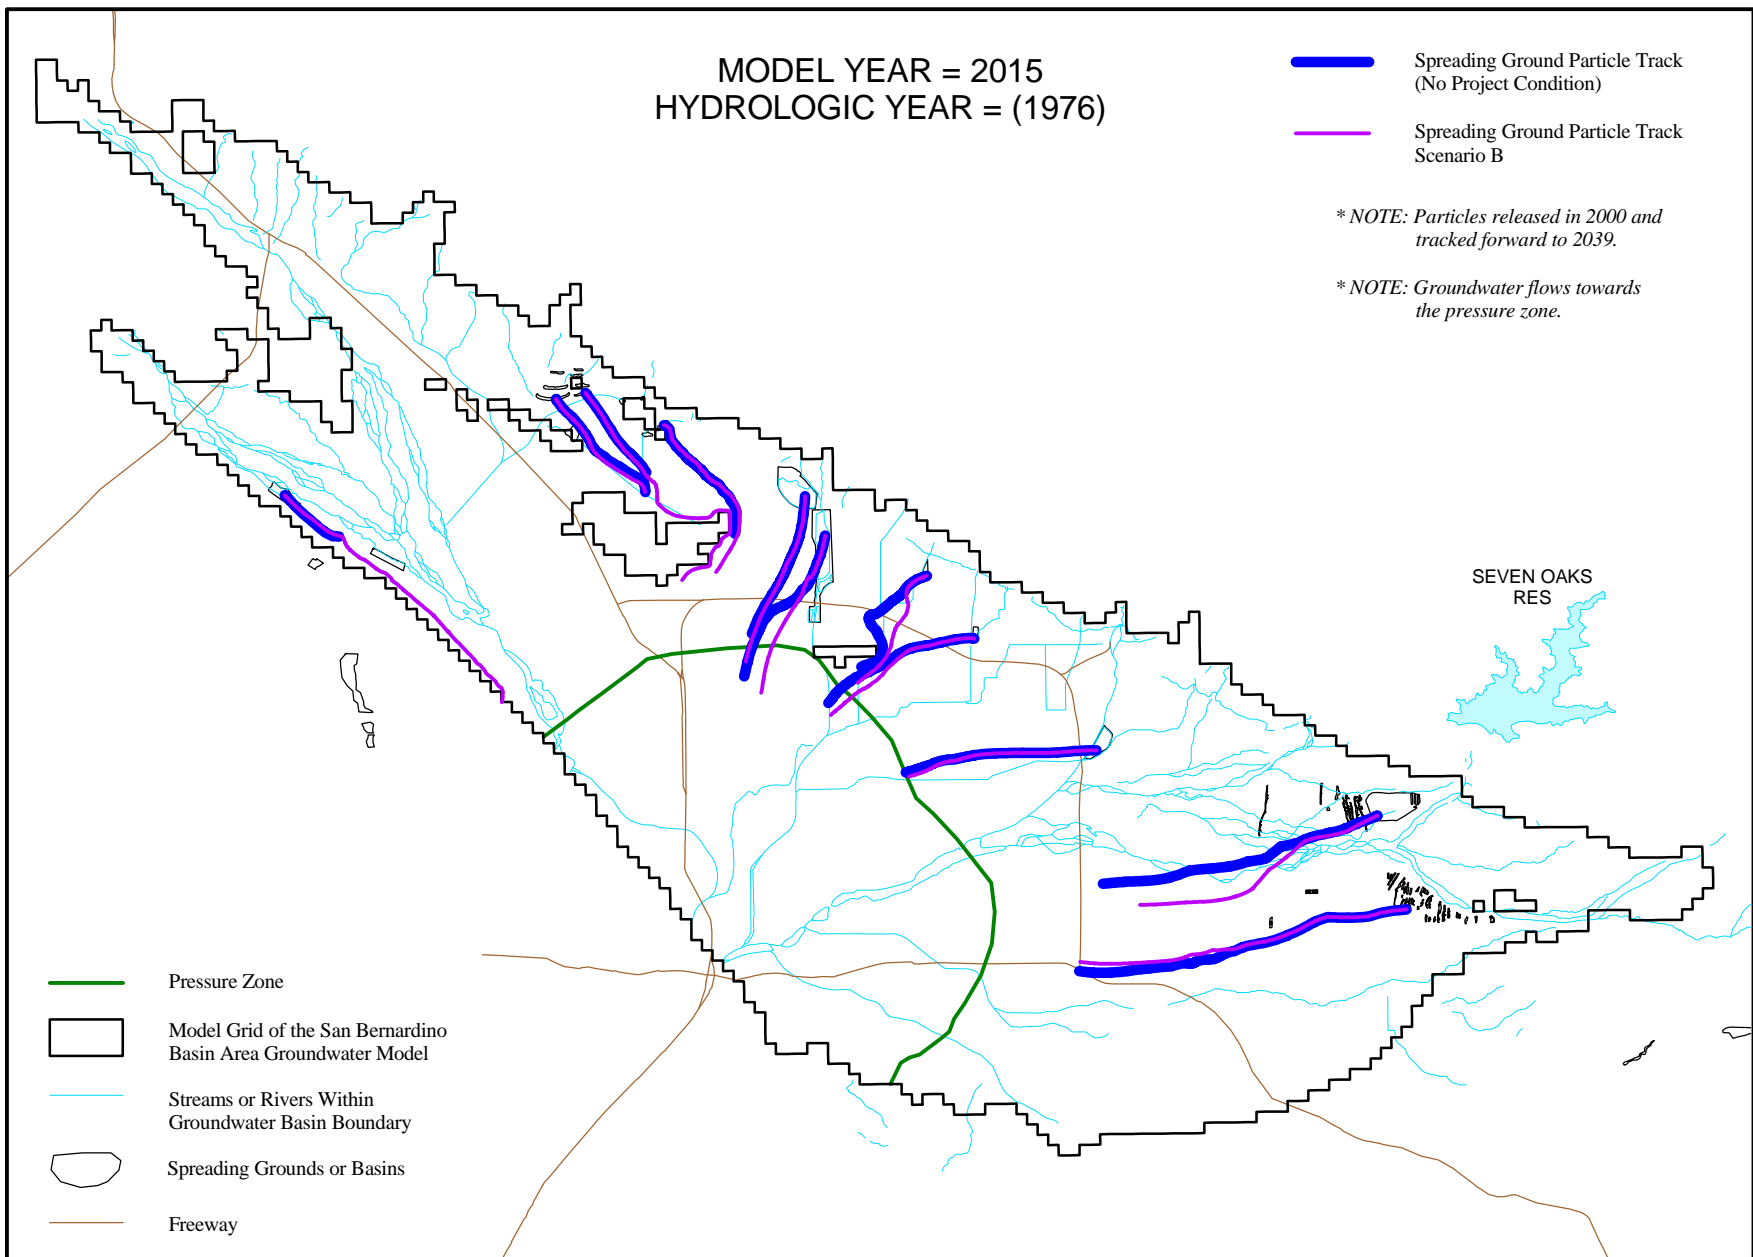 MODEL YEAR = 2015
HYDROLOGIC YEAR = (1976)
Spreading Ground Particle Track
(No Project Condition)
Spreading Ground Particle Track
Scenario B
* NOTE: Particles released in 2000 and
tracked forward to 2039.
* NOTE: Groundwater flows towards
the pressure zone.
SEVEN OAKS
RES
Pressure Zone
Model Grid of the San Bernardino
Basin Area Groundwater Model
Streams or Rivers Within
Groundwater Basin Boundary
Spreading Grounds or Basins
Freeway